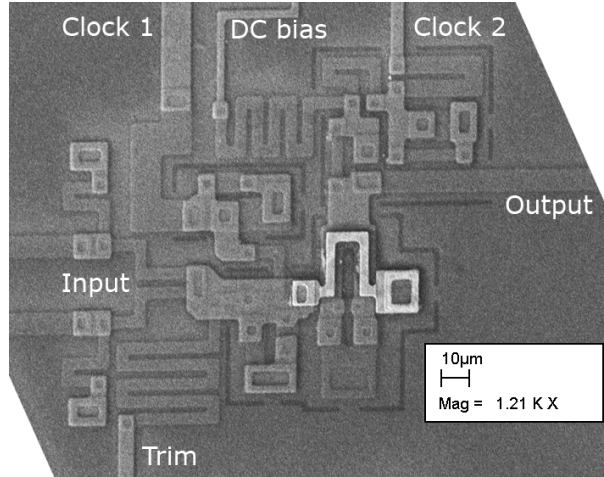 Clock 1
DC bias
Clock 2
Output
Input
10µm
Mag = 1.21 K X
Trim